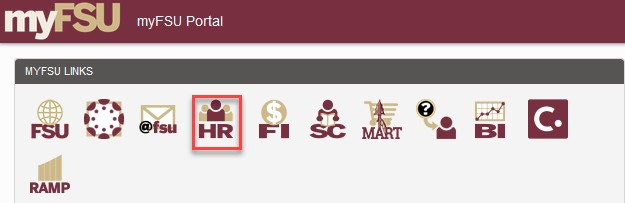 myFSU myFSU Portal
MYFSU LINKS
FSU @fsu HR FI SC MART ? BI C.
RAMP